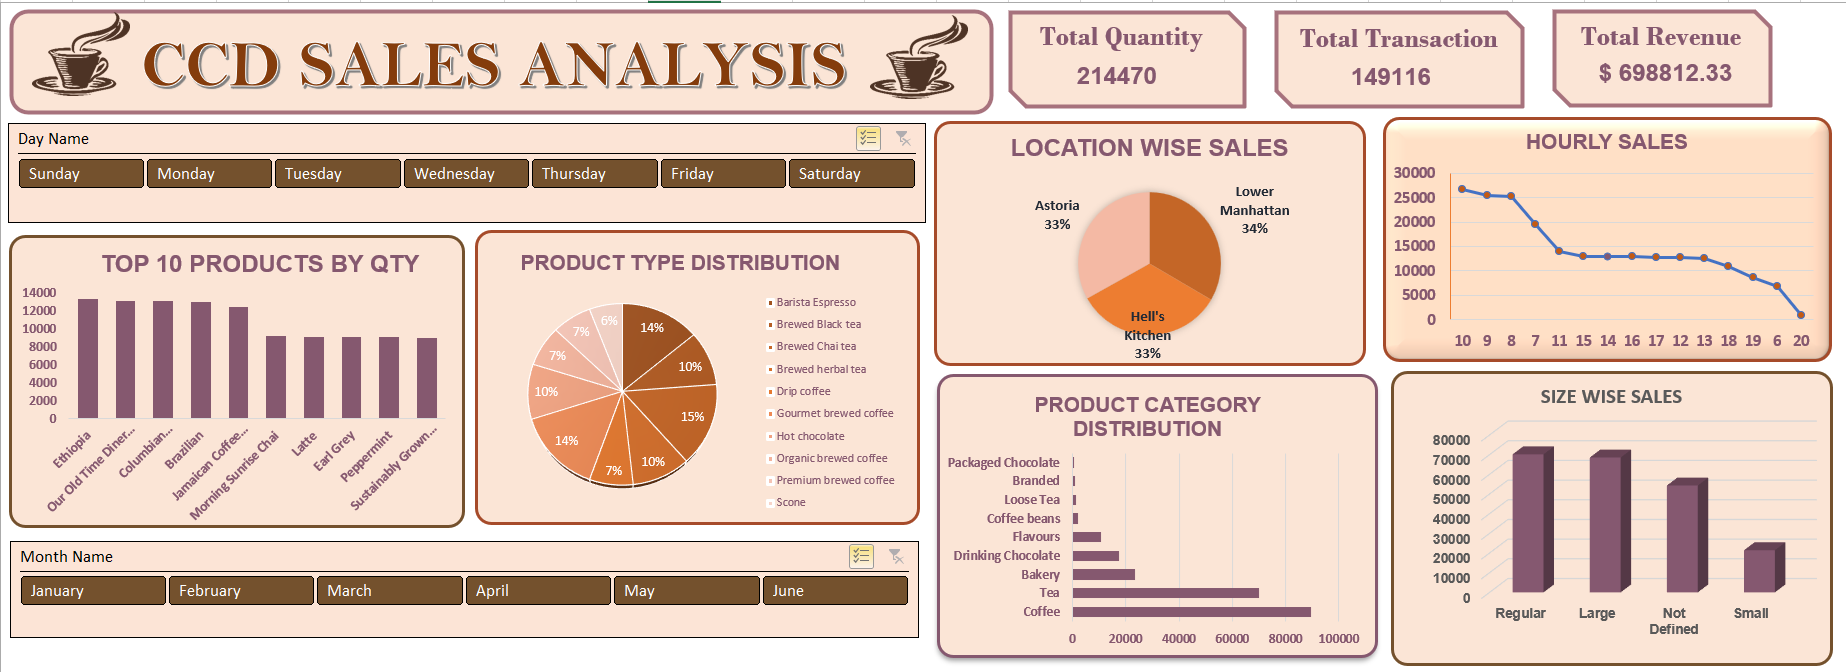 CCD SALES ANALYSIS
Total Quantity
214470
Total Transaction
149116
Total Revenue
$ 698812.33
Day Name
Sunday Monday Tuesday Wednesday Thursday Friday Saturday
TOP 10 PRODUCTS BY QTY
14000
12000
10000
8000
6000
4000
2000
0
Ethiopia
Our Old Time Diner...
Columbian...
Brazilian
Jamaican Coffee...
Morning Sunrise Chai
Latte
Earl Grey
Peppermint
Sustainably Grown...
PRODUCT TYPE DISTRIBUTION
14%
10%
15%
10%
7%
14%
10%
7%
7%
6%
Barista Espresso
Brewed Black tea
Brewed Chai tea
Brewed herbal tea
Drip coffee
Gourmet brewed coffee
Hot chocolate
Organic brewed coffee
Premium brewed coffee
Scone
Month Name
January February March April May June
LOCATION WISE SALES
Astoria
33%
Lower
Manhattan
34%
Hell's
Kitchen
33%
HOURLY SALES
30000
25000
20000
15000
10000
5000
0
10 9 8 7 11 15 14 16 17 12 13 18 19 6 20
PRODUCT CATEGORY
DISTRIBUTION
Packaged Chocolate
Branded
Loose Tea
Coffee beans
Flavours
Drinking Chocolate
Bakery
Tea
Coffee
0 20000 40000 60000 80000 100000
SIZE WISE SALES
80000
70000
60000
50000
40000
30000
20000
10000
0
Regular Large Not Small
Defined